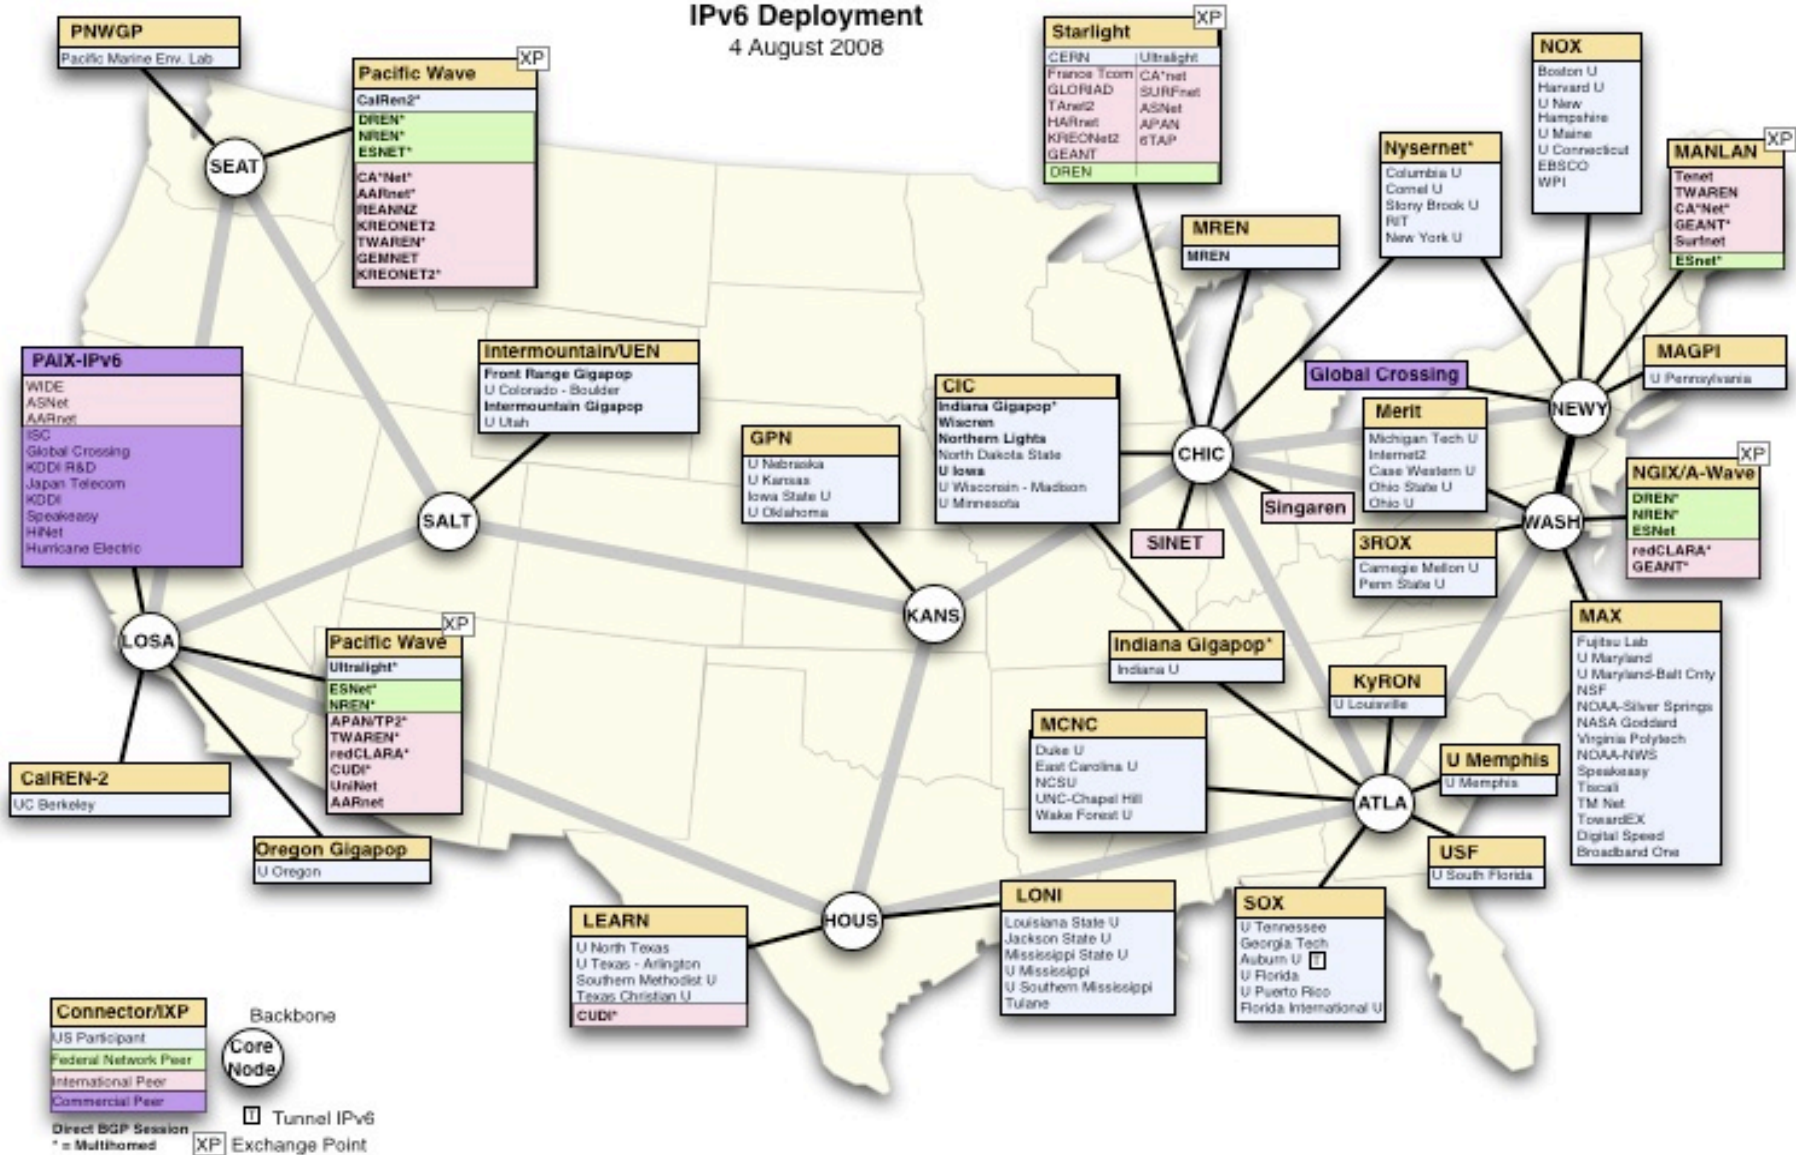 IPv6 Deployment
4 August 2008
PNWGP
Pacific Marine Env. Lab
XP
Pacific Wave
CalRen2*
DREN*
NREN*
ESNET*
CA*Net*
AARnet*
REANNZ
KREONET2
TWAREN*
GEMNET
KREONET2*
SEAT
XP
Starlight
CERN Ultralight
France Tcom CA*net
GLORIAD SURFnet
TAnet2 ASNet
HARnet APAN
KREONet2 6TAP
GEANT
DREN
MREN
MREN
Nysernet*
Columbia U
Cornel U
Stony Brook U
RIT
New York U
NOX
Boston U
Harvard U
U New
Hampshire
U Maine
U Connecticut
EBSCO
WPI
XP
MANLAN
Tenet
TWAREN
CA*Net*
GEANT*
Surfnet
ESnet*
MAGPI
U Pennsylvania
Global Crossing
NEWY
PAIX-IPv6
WIDE
ASNet
AARnet
ISC
Global Crossing
KDDI R&D
Japan Telecom
KDDI
Speakeasy
HiNet
Hurricane Electric
Intermountain/UEN
Front Range Gigapop
U Colorado - Boulder
Intermountain Gigapop
U Utah
SALT
GPN
U Nebraska
U Kansas
Iowa State U
U Oklahoma
KANS
CIC
Indiana Gigapop*
Wiscren
Northern Lights
North Dakota State
U Iowa
U Wisconsin - Madison
U Minnesota
CHIC
Singaren
SINET
Merit
Michigan Tech U
Internet2
Case Western U
Ohio State U
Ohio U
WASH
XP
NGIX/A-Wave
DREN*
NREN*
ESNet
redCLARA*
GEANT*
3ROX
Carnegie Mellon U
Penn State U
MAX
Fujitsu Lab
U Maryland
U Maryland-Balt Cnty
NSF
NOAA-Silver Springs
NASA Goddard
Virginia Polytech
NOAA-NWS
Speakeasy
Tiscali
TM Net
TowardEX
Digital Speed
Broadband One
LOSA
XP
Pacific Wave
Ultralight*
ESNet*
NREN*
APAN/TP2*
TWAREN*
redCLARA*
CUDI*
UniNet
AARnet
CalREN-2
UC Berkeley
Oregon Gigapop
U Oregon
Indiana Gigapop*
Indiana U
KyRON
U Louisville
MCNC
Duke U
East Carolina U
NCSU
UNC-Chapel Hill
Wake Forest U
U Memphis
U Memphis
ATLA
USF
U South Florida
LEARN
U North Texas
U Texas - Arlington
Southern Methodist U
Texas Christian U
CUDI*
HOUS
LONI
Louisiana State U
Jackson State U
Mississippi State U
U Mississippi
U Southern Mississippi
Tulane
SOX
U Tennessee
Georgia Tech
Auburn U T
U Florida
U Puerto Rico
Florida International U
Connector/IXP
US Participant
Federal Network Peer
International Peer
Commercial Peer
Direct BGP Session
* = Multihomed
Backbone
Core
Node
T Tunnel IPv6
XP Exchange Point